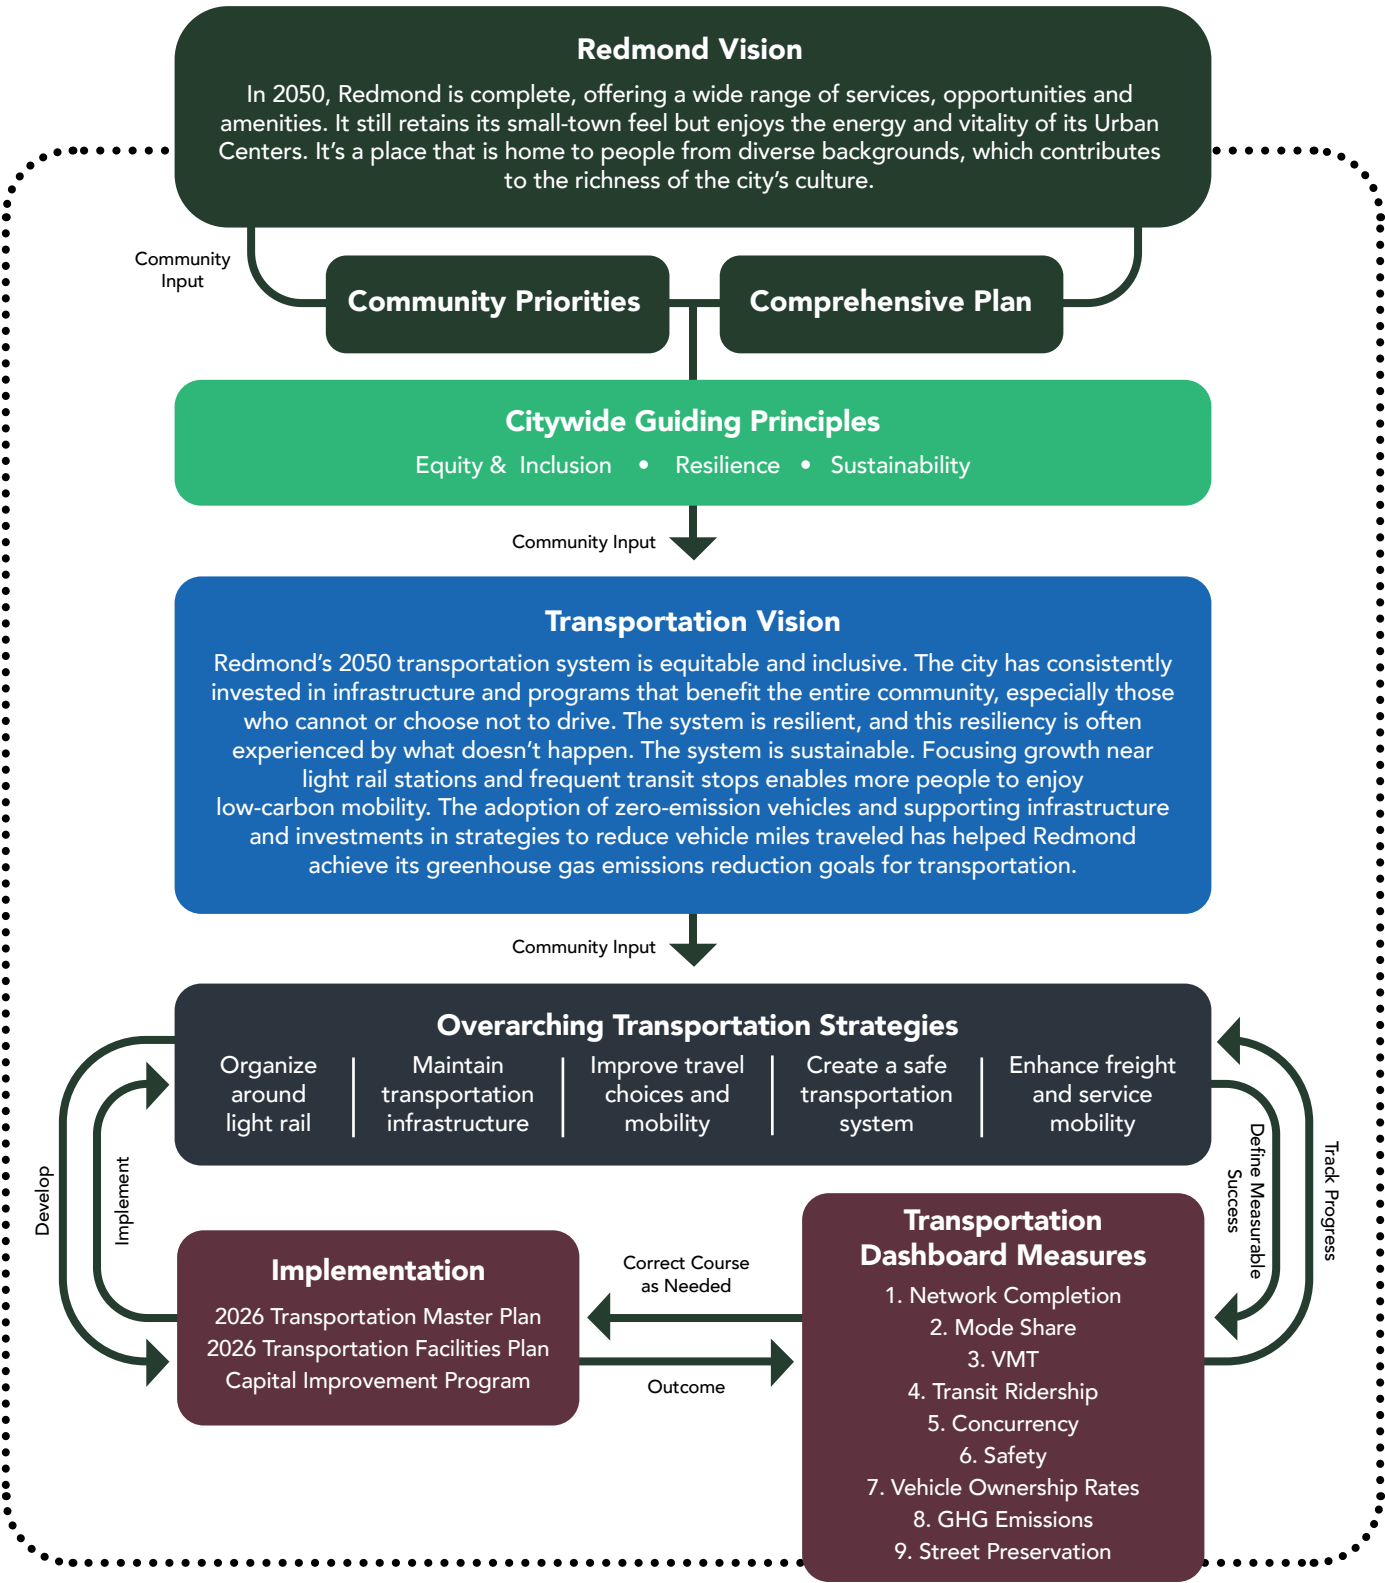 Redmond Vision
In 2050, Redmond is complete, offering a wide range of services, opportunities and
amenities. It still retains its small-town feel but enjoys the energy and vitality of its Urban
Centers. It’s a place that is home to people from diverse backgrounds, which contributes
to the richness of the city’s culture.
Community
Input
Community Priorities
Comprehensive Plan
Citywide Guiding Principles
Equity & Inclusion • Resilience • Sustainability
Community Input
Transportation Vision
Redmond’s 2050 transportation system is equitable and inclusive. The city has consistently
invested in infrastructure and programs that benefit the entire community, especially those
who cannot or choose not to drive. The system is resilient, and this resiliency is often
experienced by what doesn’t happen. The system is sustainable. Focusing growth near
light rail stations and frequent transit stops enables more people to enjoy
low-carbon mobility. The adoption of zero-emission vehicles and supporting infrastructure
and investments in strategies to reduce vehicle miles traveled has helped Redmond
achieve its greenhouse gas emissions reduction goals for transportation.
Community Input
Overarching Transportation Strategies
Organize
around
light rail
Maintain
transportation
infrastructure
Improve travel
choices and
mobility
Create a safe
transportation
system
Enhance freight
and service
mobility
Develop
Implement
Define Measurable
Success
Track Progress
Implementation
2026 Transportation Master Plan
2026 Transportation Facilities Plan
Capital Improvement Program
Correct Course
as Needed
Outcome
Transportation
Dashboard Measures
1. Network Completion
2. Mode Share
3. VMT
4. Transit Ridership
5. Concurrency
6. Safety
7. Vehicle Ownership Rates
8. GHG Emissions
9. Street Preservation